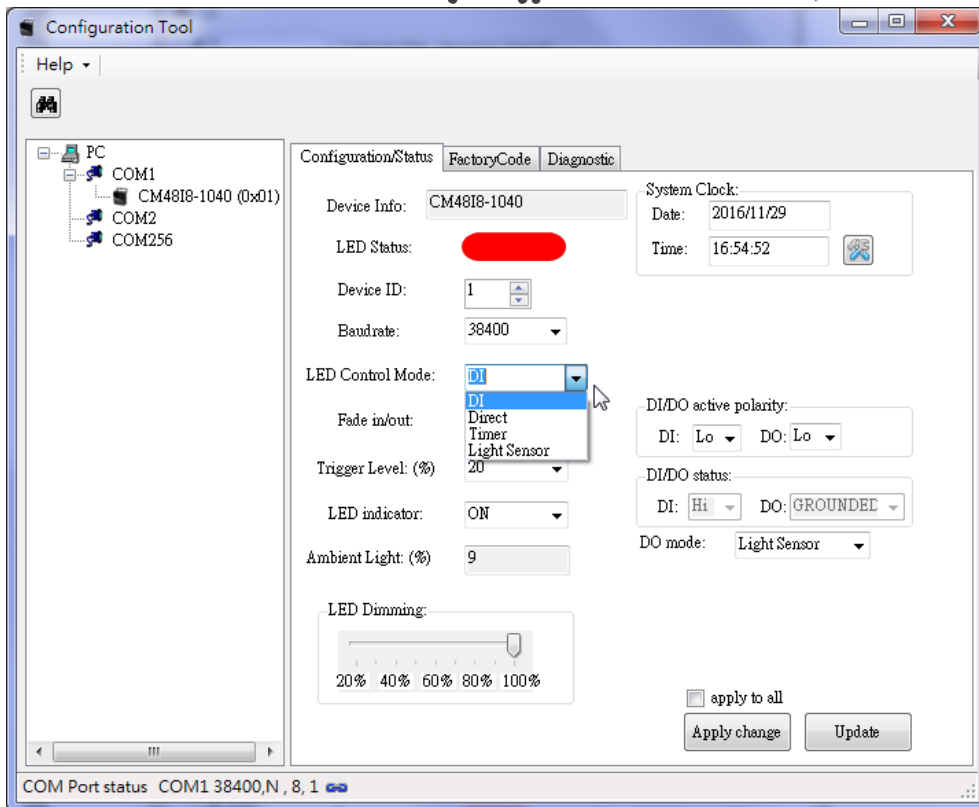 Configuration Tool
Help
PC
COM1
CM48I8-1040 (0x01)
COM2
COM256
Configuration/Status FactoryCode Diagnostic
Device Info: CM48I8-1040
LED Status:
Device ID: 1
Baudrate: 38400
LED Control Mode: DI
DI
Direct
Timer
Light Sensor
Fade in/out:
Trigger Level: (%) 20
LED indicator: ON
Ambient Light: (%) 9
LED Dimming:
20% 40% 60% 80% 100%
System Clock:
Date: 2016/11/29
Time: 16:54:52
DI/DO active polarity:
DI: Lo DO: Lo
DI/DO status:
DI: Hi DO: GROUNDED
DO mode: Light Sensor
apply to all
Apply change Update
COM Port status COM1 38400,N , 8, 1